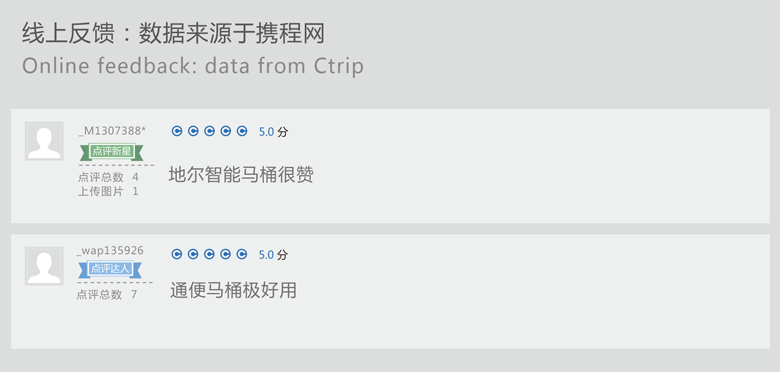 线上反馈：数据来源于携程网
Online feedback: data from Ctrip
_M1307388*
5.0 分
点评新星
地尔智能马桶很赞
点评总数 4
上传图片 1
_wap135926
5.0 分
点评达人
通便马桶极好用
点评总数 7